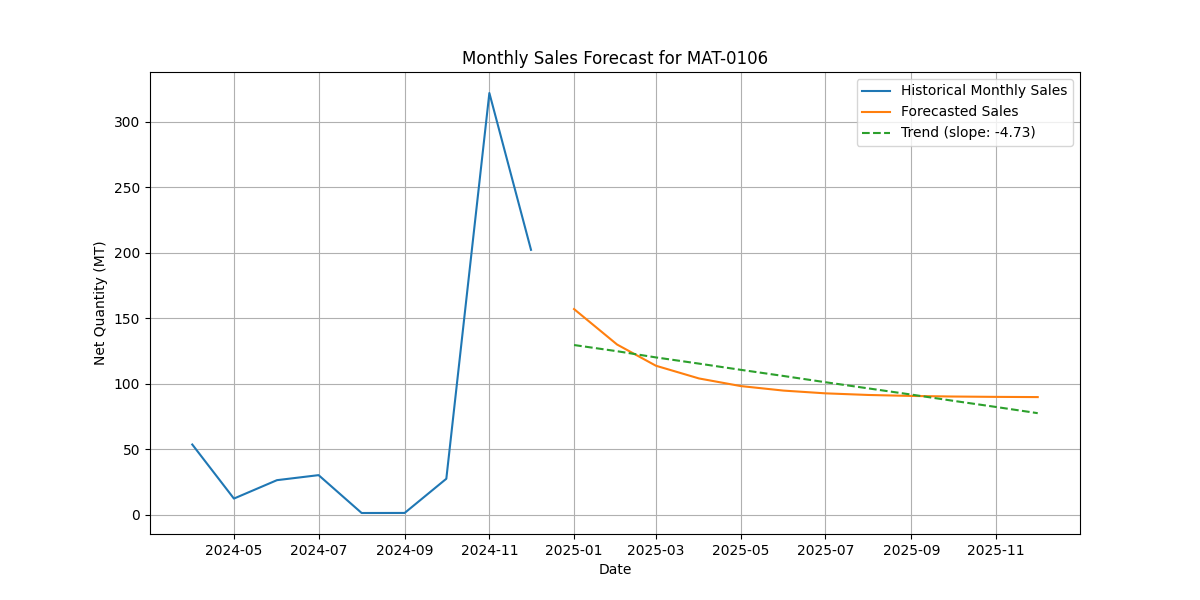 Monthly Sales Forecast for MAT-0106
Historical Monthly Sales
Forecasted Sales
Trend (slope: -4.73)
Net Quantity (MT)
300
250
200
150
100
50
0
2024-05 2024-07 2024-09 2024-11 2025-01 2025-03 2025-05 2025-07 2025-09 2025-11
Date